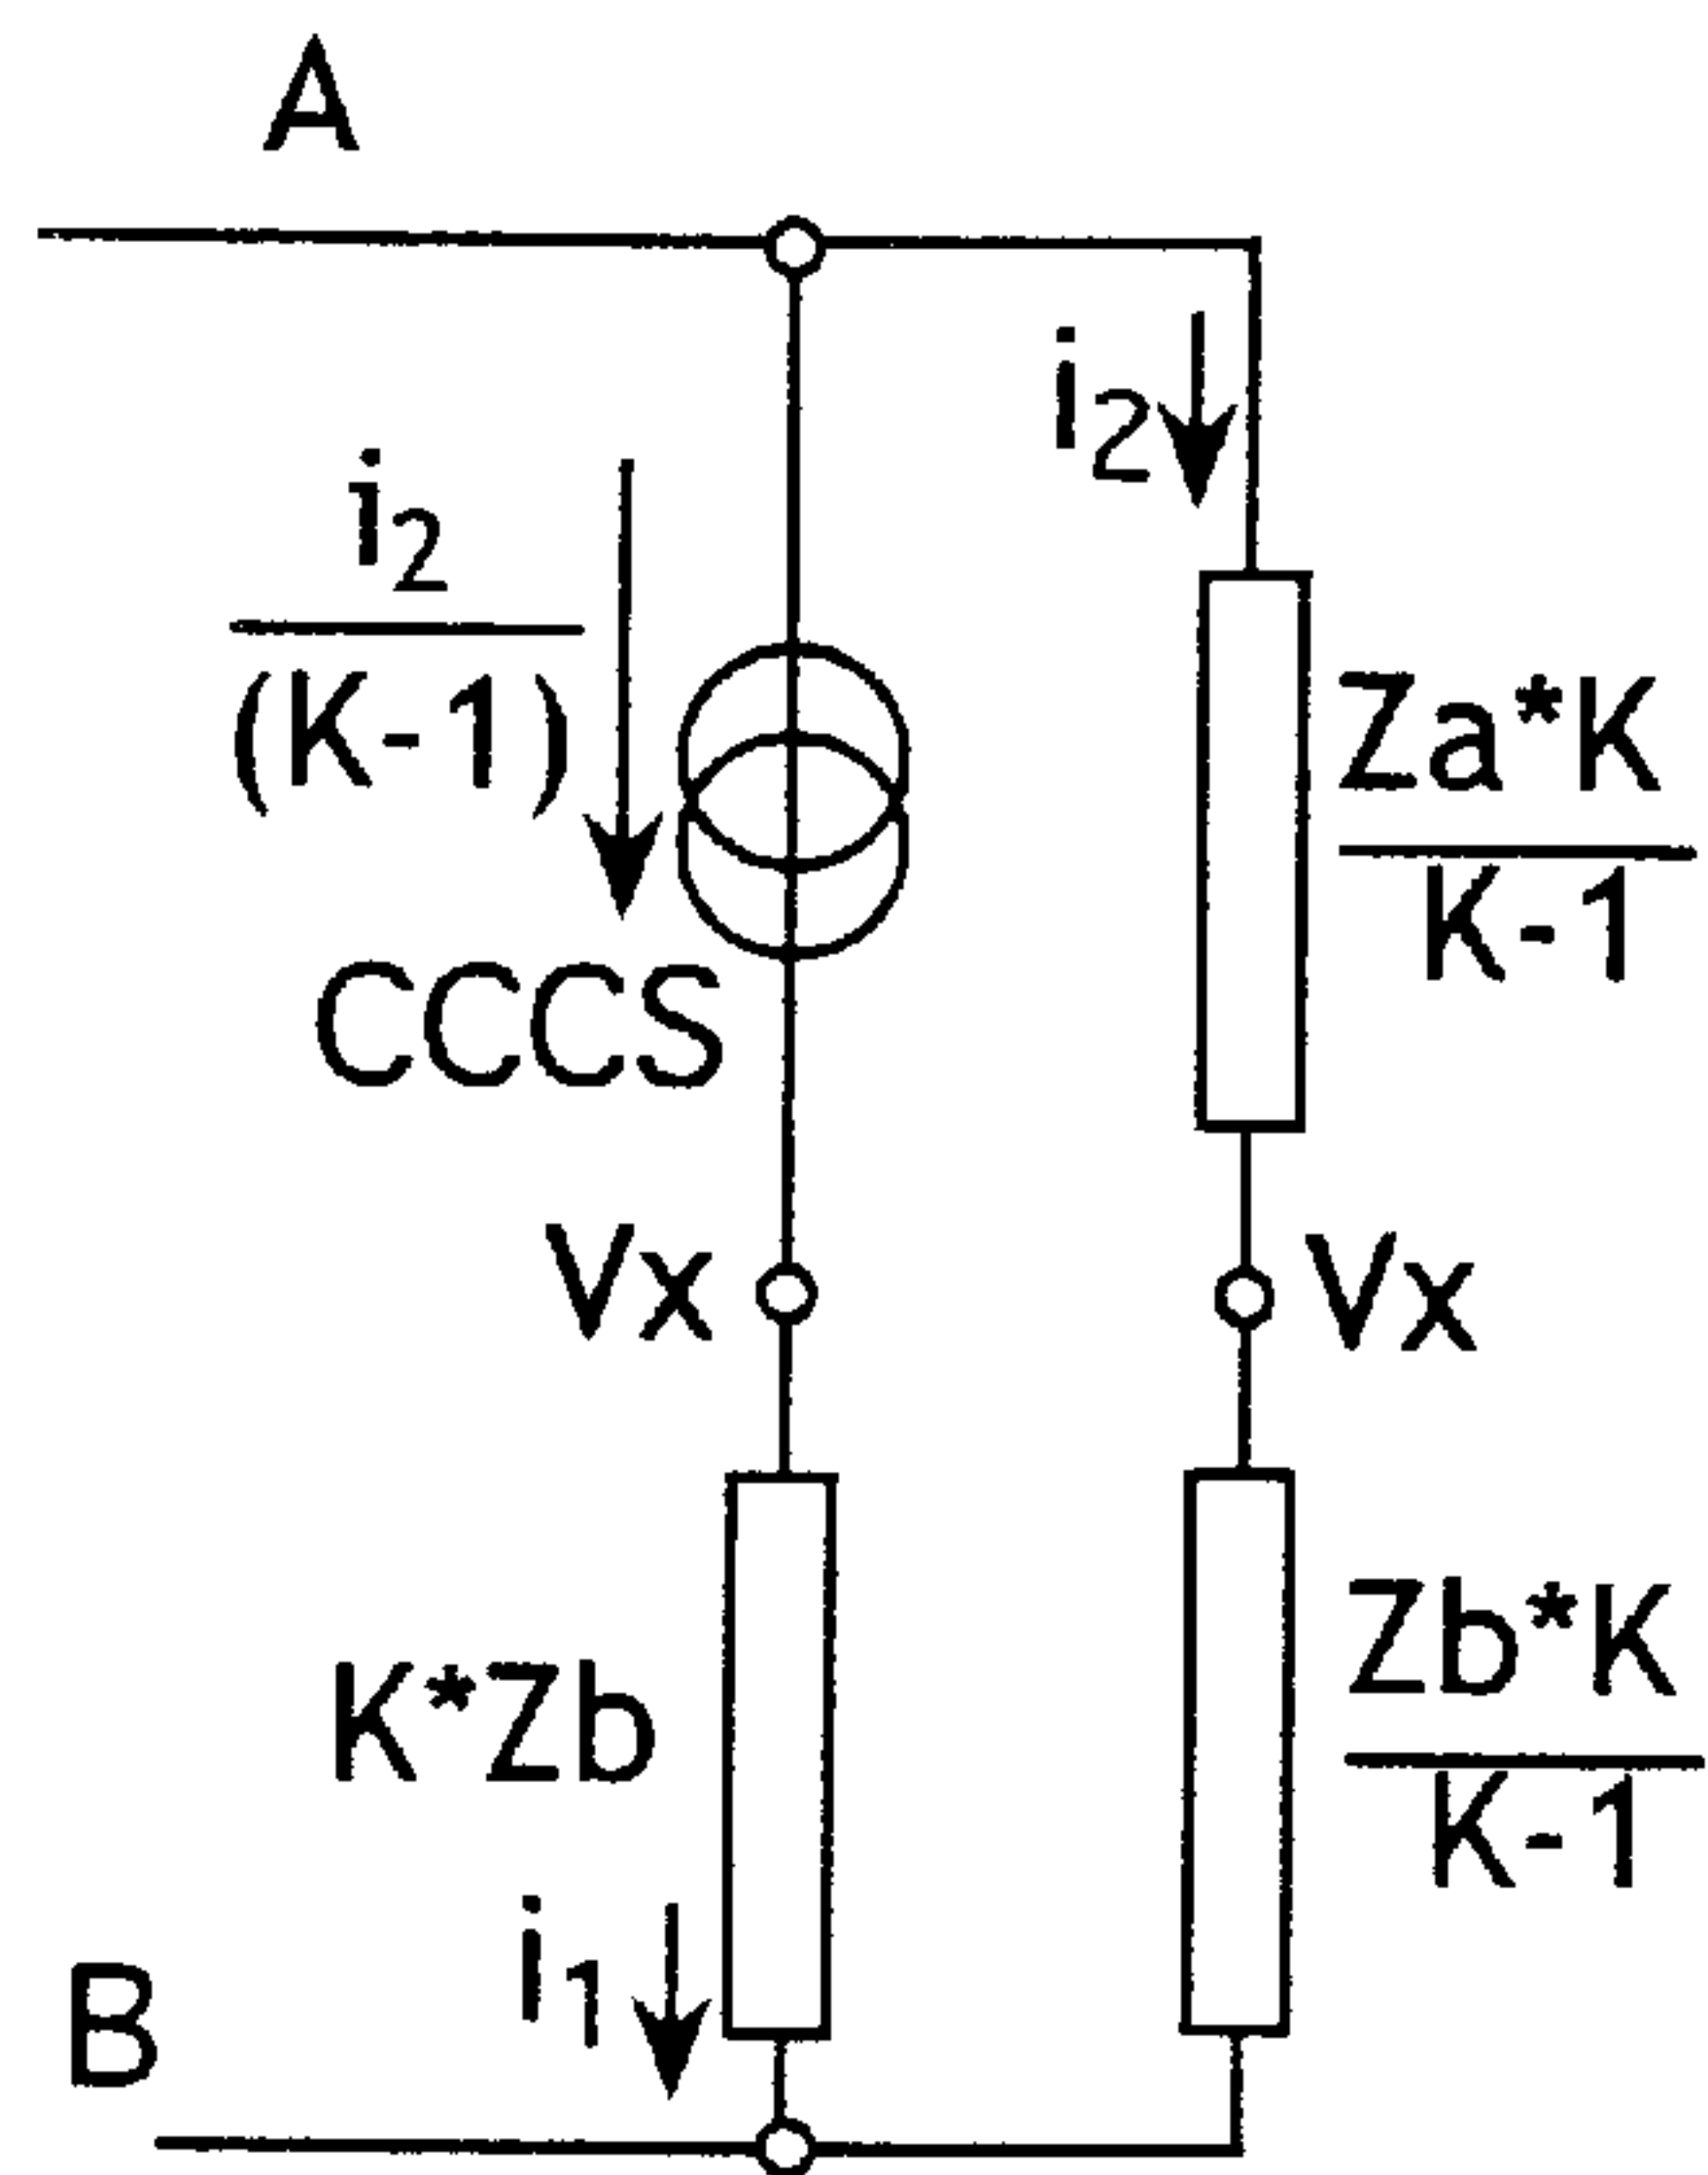 A
i2
i2
(K-1)
Za*K
K-1
CCCS
Vx
Vx
K*Zb
Zb*K
K-1
i1
B